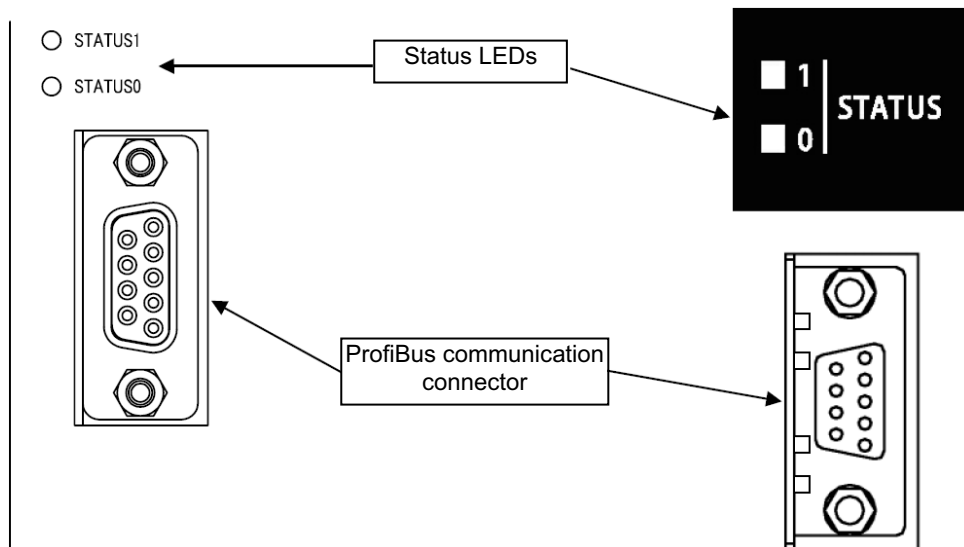 STATUS1
STATUS0
Status LEDs
1
0
STATUS
ProfiBus communication
connector